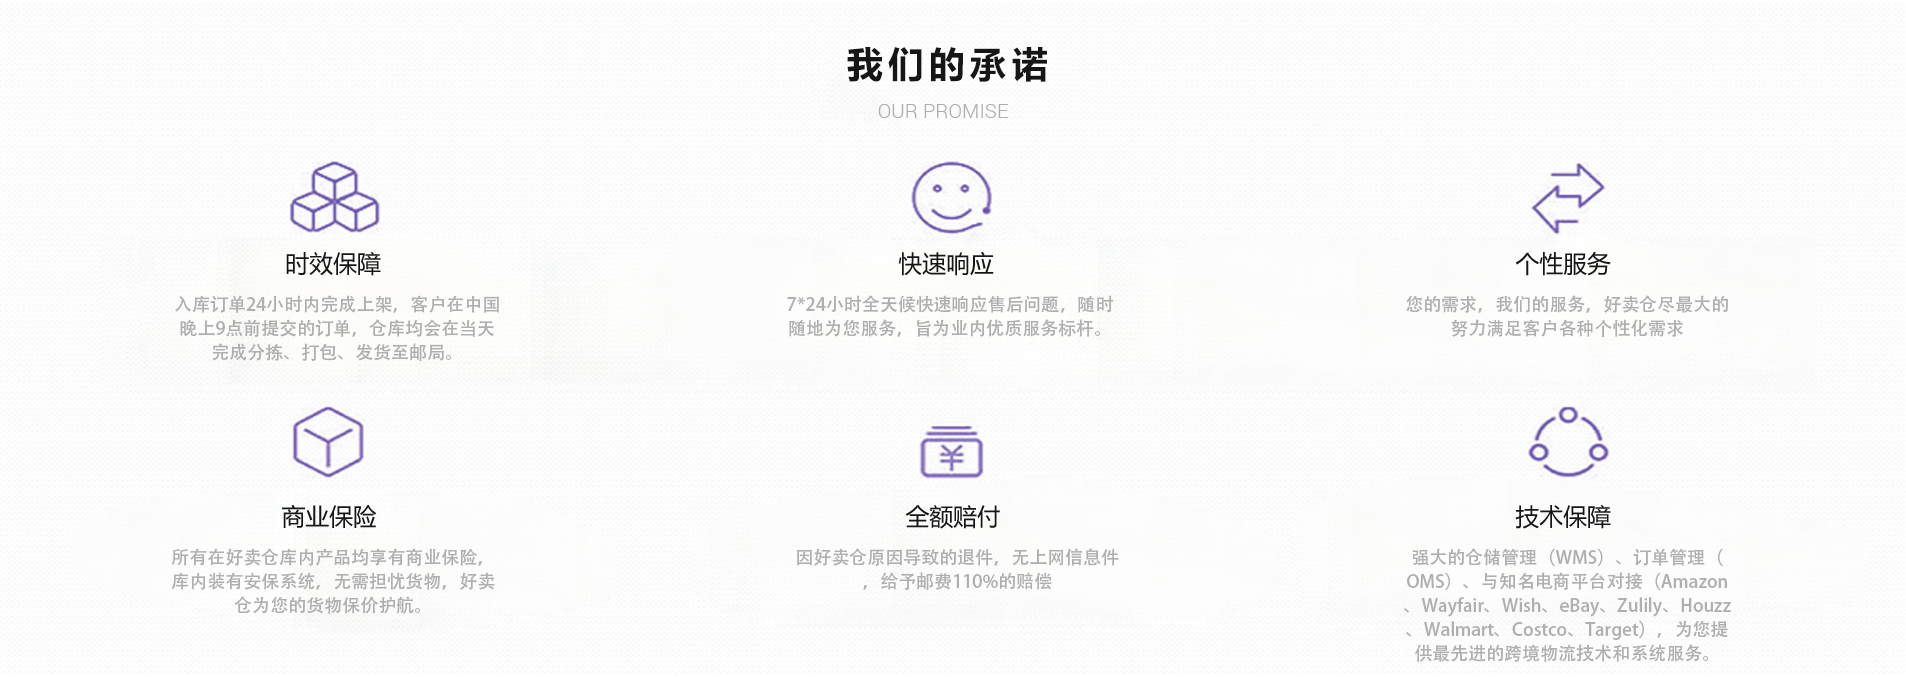 我们的承诺
OUR PROMISE
时效保障
入库订单24小时内完成上架，客户在中国
晚上9点前提交的订单，仓库均会在当天
完成分拣、打包、发货至邮局。
快速响应
7*24小时全天候快速响应售后问题，随时
随地为您服务，旨为业内优质服务标杆。
个性服务
您的需求，我们的服务，好卖仓尽最大的
努力满足客户各种个性化需求
商业保险
所有在好卖仓库内产品均享有商业保险，
库内装有安保系统，无需担忧货物，好卖
仓为您的货物保价护航。
全额赔付
因好卖仓原因导致的退件，无上网信息件
，给予邮费110%的赔偿
技术保障
强大的仓储管理（WMS）、订单管理（
OMS）、与知名电商平台对接（Amazon
、Wayfair、Wish、eBay、Zulily、Houzz
、Walmart、Costco、Target），为您提
供最先进的跨境物流技术和系统服务。